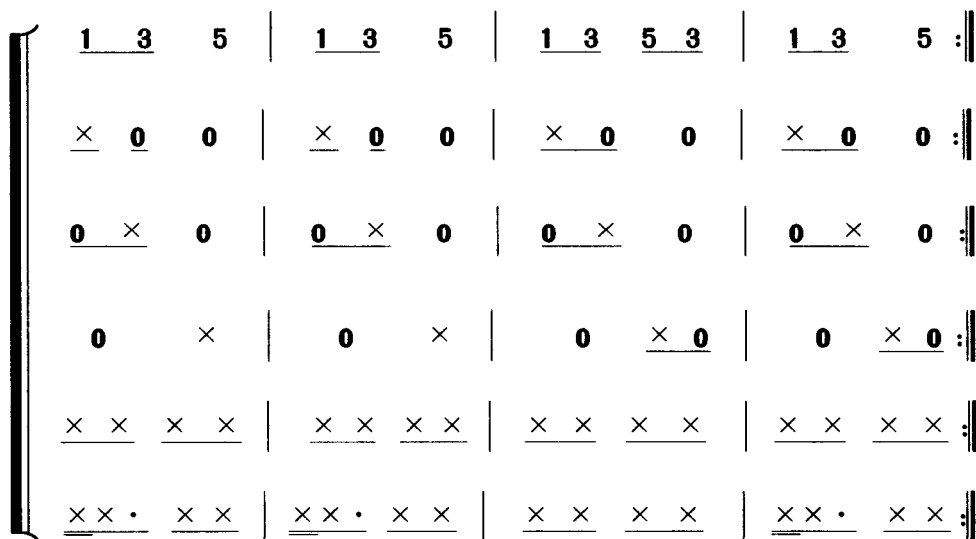 1 3 5 | 1 3 5 | 1 3 5 3 | 1 3 5 :‖
× 0 0 | × 0 0 | × 0 0 | × 0 0 :‖
0 × 0 | 0 × 0 | 0 × 0 | 0 × 0 :‖
0 × | 0 × | 0 × 0 | 0 × 0 :‖
× × × × | × × × × | × × × × | × × × × :‖
× × · × × | × × · × × | × × × × | × × · × × :‖